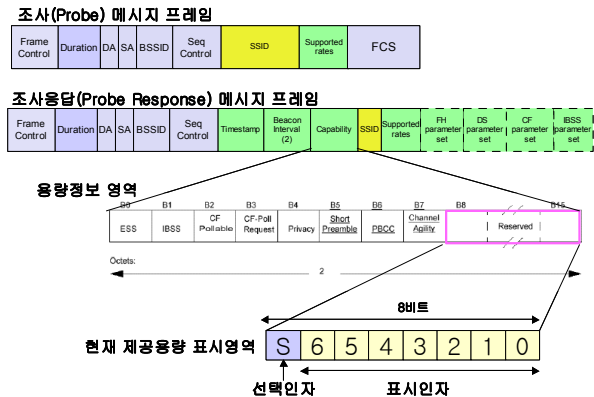 조사(Probe) 메시지 프레임
Frame Control Duration DA SA BSSID Seq Control SSID Supported rates FCS
조사응답(Probe Response) 메시지 프레임
Frame Control Duration DA SA BSSID Seq Control Timestamp Beacon Interval (2) Capability SSID Supported rates FH parameter set DS parameter set CF parameter set IBSS parameter set
용량정보 영역
B0 B1 B2 B3 B4 B5 B6 B7 B8 B15
ESS IBSS CF Pollable CF-Poll Request Privacy Short Preamble PBCC Channel Agility Reserved
Octets:
2
8비트
현재 제공용량 표시영역 S 6 5 4 3 2 1 0
선택인자 표시인자